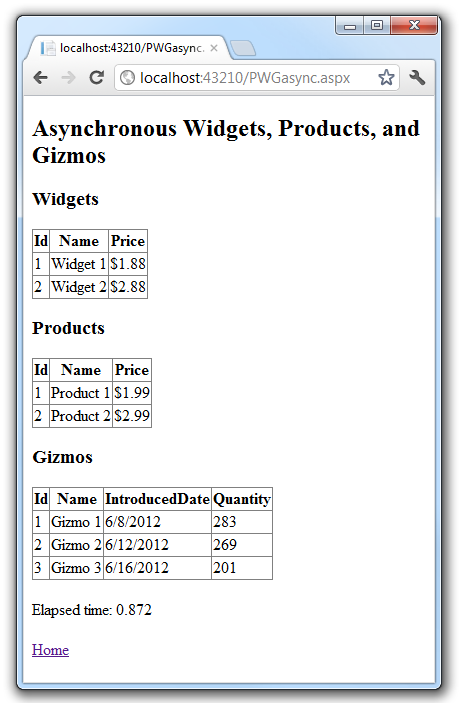 localhost:43210/PWGasync.
localhost:43210/PWGasync.aspx
Asynchronous Widgets, Products, and
Gizmos
Widgets
Id Name Price
1 Widget 1 $1.88
2 Widget 2 $2.88
Products
Id Name Price
1 Product 1 $1.99
2 Product 2 $2.99
Gizmos
Id Name IntroducedDate Quantity
1 Gizmo 1 6/8/2012 283
2 Gizmo 2 6/12/2012 269
3 Gizmo 3 6/16/2012 201
Elapsed time: 0.872
Home